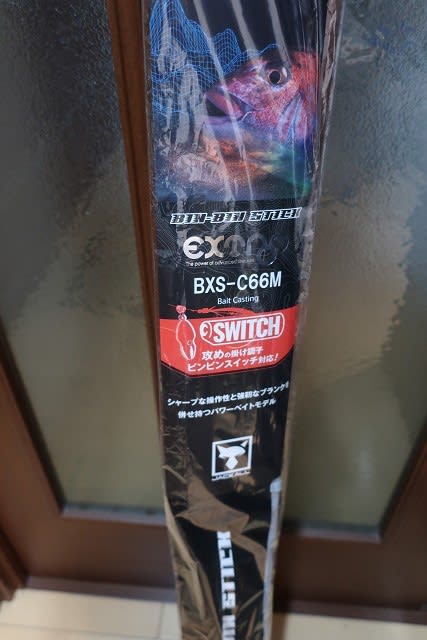 BIN-BIN STICK
EXTRO
The power of advanced
BXS-C66M
Bait Casting
SWITCH
攻めの掛け調子
ビンビンスイッチ対応!
シャープな操作性と強靭なブランクを
併せ持つパワーベイトモデル
JACKALL
STICK